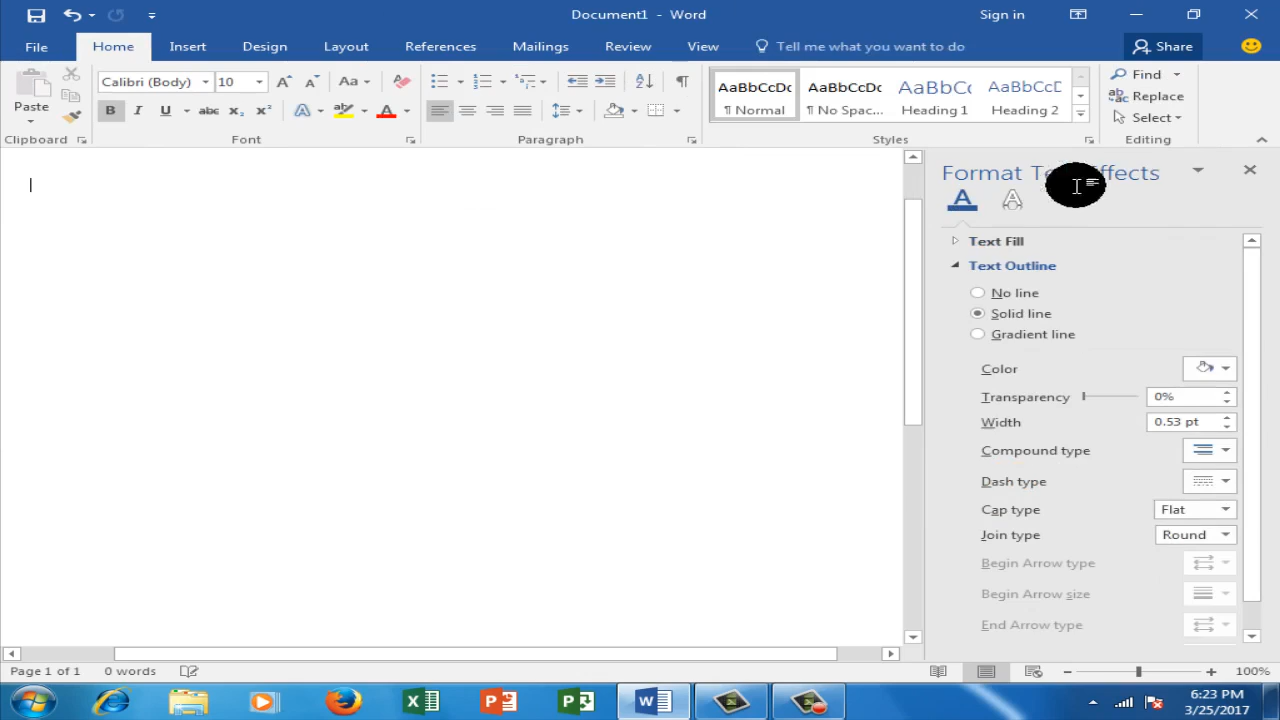 Document1 - Word
Sign in
File Home Insert Design Layout References Mailings Review View Tell me what you want to do Share
Paste
Calibri (Body) 10 Aa
B I U abc x₂ x² A ab A
AaBbCcDc AaBbCcDc AaBbCc AaBbCcD
¶ Normal ¶ No Spac... Heading 1 Heading 2
Find
Replace
Select
Clipboard Font Paragraph Styles Editing
Format Effects
Text Fill
Text Outline
No line
Solid line
Gradient line
Color
Transparency 0%
Width 0.53 pt
Compound type
Dash type
Cap type Flat
Join type Round
Begin Arrow type
Begin Arrow size
End Arrow type
Page 1 of 1 0 words 100%
6:23 PM
3/25/2017